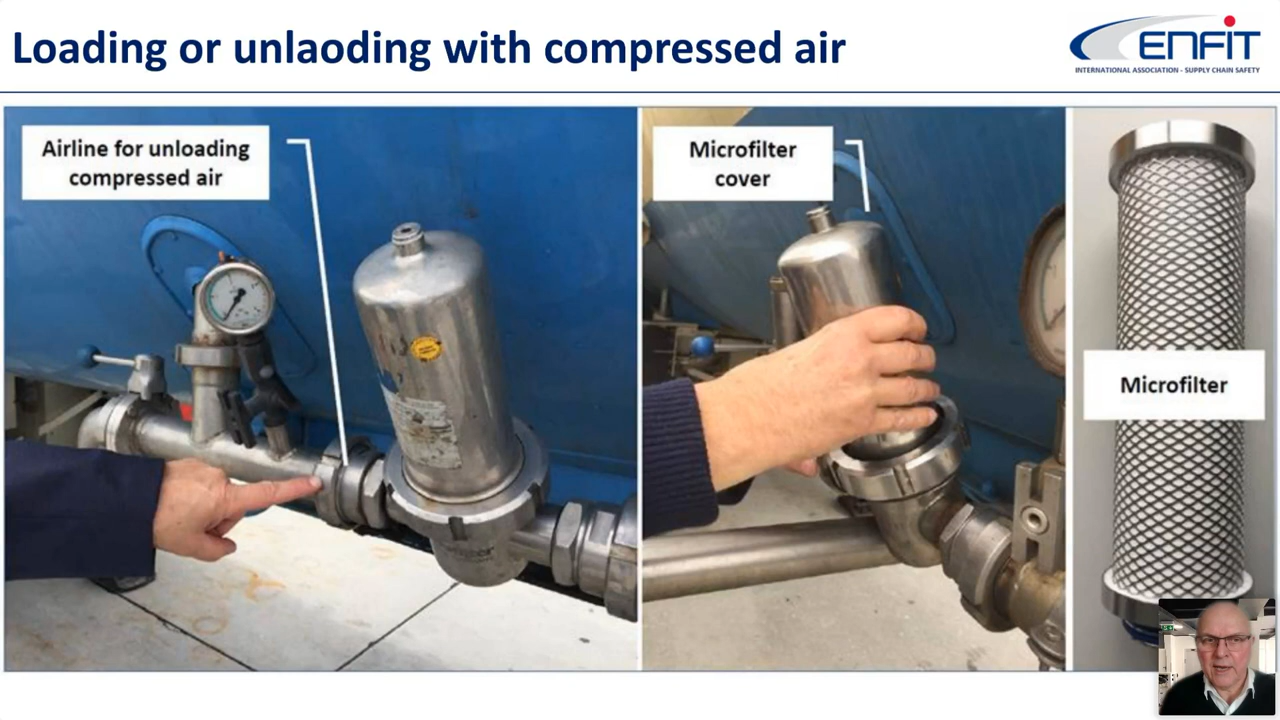 Loading or unlaoding with compressed air
ENFIT
INTERNATIONAL ASSOCIATION - SUPPLY CHAIN SAFETY
Airline for unloading
compressed air
Microfilter
cover
Microfilter